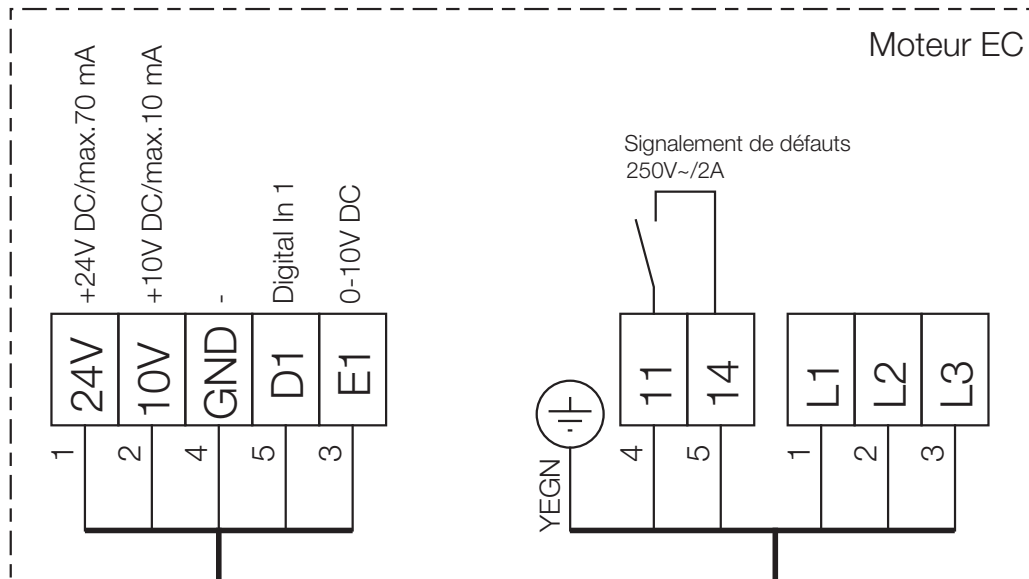 Moteur EC
+24V DC/max.70 mA
+10V DC/max.10 mA
-
Digital In 1
0-10V DC
Signalement de défauts
250V~/2A
24V
10V
GND
D1
E1
11
14
L1
L2
L3
1
2
4
5
3
YEGN
4
5
1
2
3